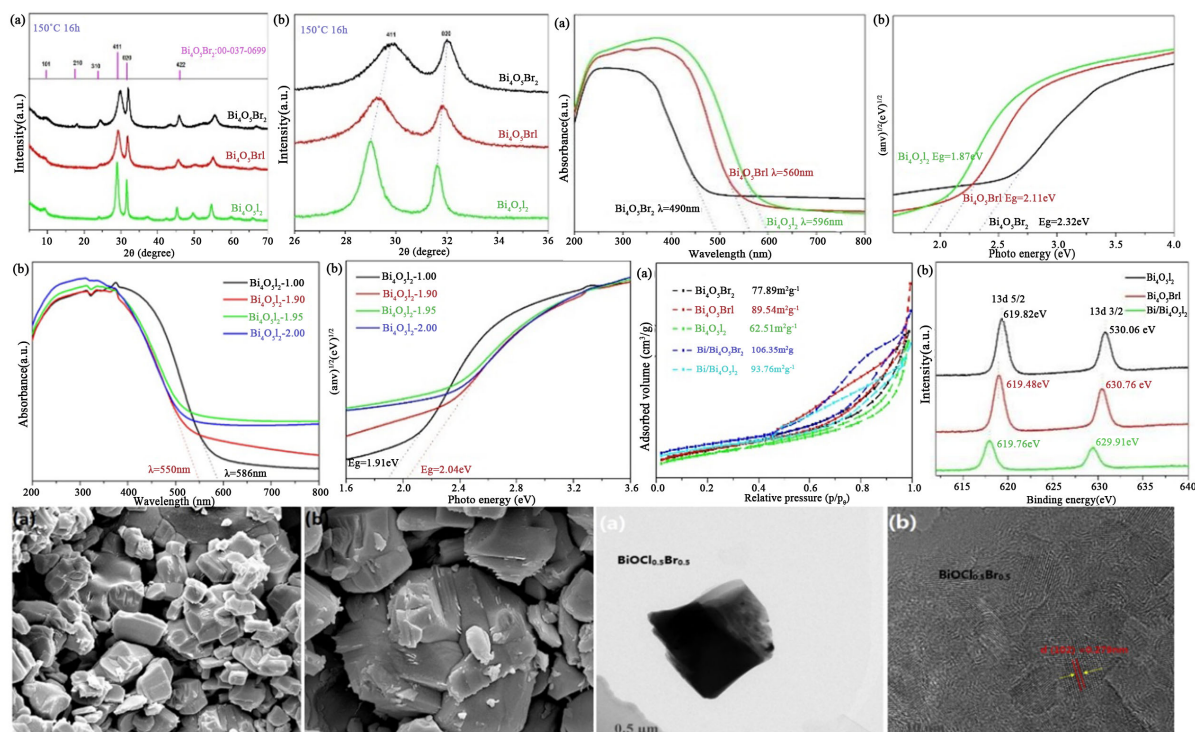 (a)
150°C 16h
Bi₄O₅Br₂:00-037-0699
101
210
310
411
020
422
Bi₄O₅Br₂
Bi₄O₅BrI
Bi₄O₅I₂
Intensity(a.u.)
0 10 20 30 40 50 60 70
2θ (degree)
(b)
150°C 16h
411
020
Bi₄O₅Br₂
Bi₄O₅BrI
Bi₄O₅I₂
Intensity(a.u.)
26 28 30 32 34 36
2θ (degree)
(a)
Absorbance(a.u.)
Bi₄O₅BrI λ=560nm
Bi₄O₅Br₂ λ=490nm
Bi₄O₅I₂ λ=596nm
200 300 400 500 600 700 800
Wavelength (nm)
(b)
(αnv)¹/²(eV)¹/²
Bi₄O₅I₂ Eg=1.87eV
Bi₄O₅BrI Eg=2.11eV
Bi₄O₅Br₂ Eg=2.32eV
2.0 2.5 3.0 3.5 4.0
Photo energy (eV)
(b)
Absorbance(a.u.)
Bi₄O₅I₂-1.00
Bi₄O₅I₂-1.90
Bi₄O₅I₂-1.95
Bi₄O₅I₂-2.00
λ=550nm
λ=586nm
200 300 400 500 600 700 800
Wavelength (nm)
(b)
(αnv)¹/²(eV)¹/²
Bi₄O₅I₂-1.00
Bi₄O₅I₂-1.90
Bi₄O₅I₂-1.95
Bi₄O₅I₂-2.00
Eg=1.91eV
Eg=2.04eV
1.6 2.0 2.4 2.8 3.2 3.6
Photo energy (eV)
(a)
Adsorbed volume (cm³/g)
Bi₄O₅Br₂ 77.89m²g⁻¹
Bi₄O₅BrI 89.54m²g⁻¹
Bi₄O₅I₂ 62.51m²g⁻¹
Bi/Bi₄O₅Br₂ 106.35m²g
Bi/Bi₄O₅I₂ 93.76m²g⁻¹
0.0 0.2 0.4 0.6 0.8 1.0
Relative pressure (p/p₀)
(b)
Intensity(a.u.)
Bi₄O₅I₂
Bi₄O₅BrI
Bi/Bi₄O₅I₂
13d 5/2
619.82eV
13d 3/2
530.06 eV
619.48eV
630.76 eV
619.76eV
629.91eV
615 620 625 630 635 640
Binding energy(eV)
(a)
(b)
(a)
BiOCl₀.₅Br₀.₅
0.5 μm
(b)
BiOCl₀.₅Br₀.₅
10 nm